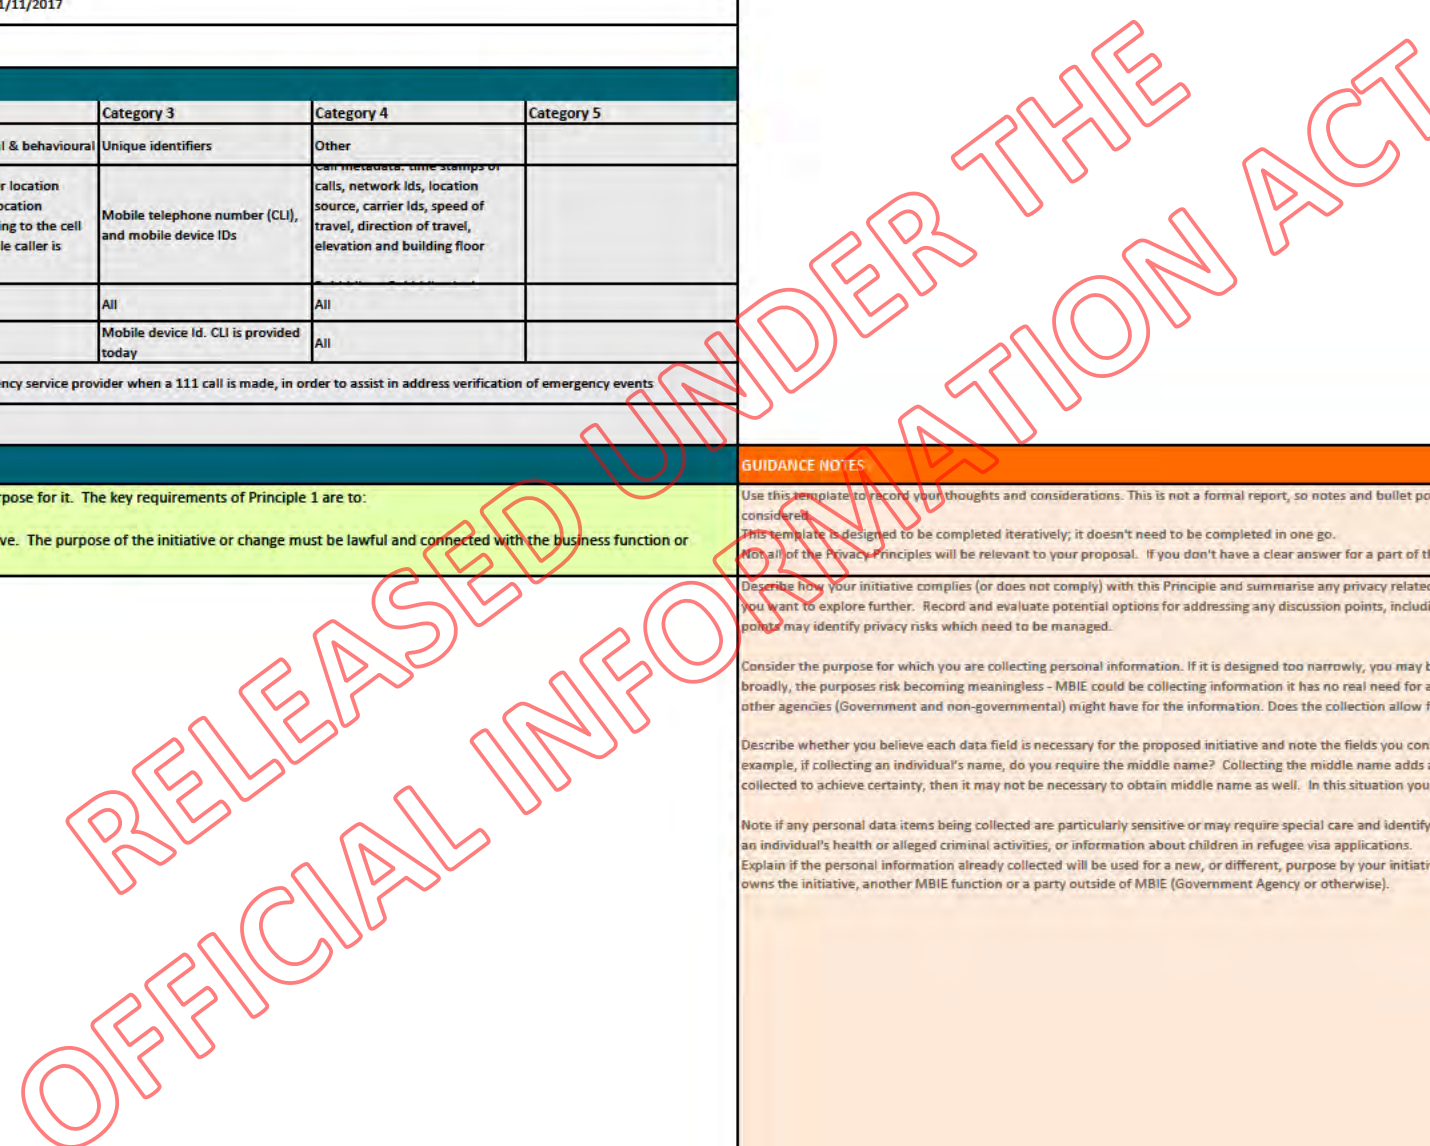 1/11/2017
Category 3
Category 4
Category 5
l & behavioural
Unique identifiers
Other
r location
ocation
ing to the cell
le caller is
Mobile telephone number (CLI),
and mobile device IDs
Call metadata: time stamps of
calls, network Ids, location
source, carrier Ids, speed of
travel, direction of travel,
elevation and building floor
All
All
Mobile device Id. CLI is provided
today
All
ency service provider when a 111 call is made, in order to assist in address verification of emergency events
GUIDANCE NOTES
rpose for it.  The key requirements of Principle 1 are to:
ve.  The purpose of the initiative or change must be lawful and connected with the business function or
Use this template to record your thoughts and considerations. This is not a formal report, so notes and bullet po
considered.
This template is designed to be completed iteratively; it doesn't need to be completed in one go.
Not all of the Privacy Principles will be relevant to your proposal.  If you don't have a clear answer for a part of th
Describe how your initiative complies (or does not comply) with this Principle and summarise any privacy related
you want to explore further.  Record and evaluate potential options for addressing any discussion points, includi
points may identify privacy risks which need to be managed.
Consider the purpose for which you are collecting personal information. If it is designed too narrowly, you may b
broadly, the purposes risk becoming meaningless - MBIE could be collecting information it has no real need for a
other agencies (Government and non-governmental) might have for the information. Does the collection allow f
Describe whether you believe each data field is necessary for the proposed initiative and note the fields you con
example, if collecting an individual's name, do you require the middle name?  Collecting the middle name adds a
collected to achieve certainty, then it may not be necessary to obtain middle name as well.  In this situation you
Note if any personal data items being collected are particularly sensitive or may require special care and identify
an individual's health or alleged criminal activities, or information about children in refugee visa applications.
Explain if the personal information already collected will be used for a new, or different, purpose by your initiativ
owns the initiative, another MBIE function or a party outside of MBIE (Government Agency or otherwise).
RELEASED UNDER THE
OFFICIAL INFORMATION ACT